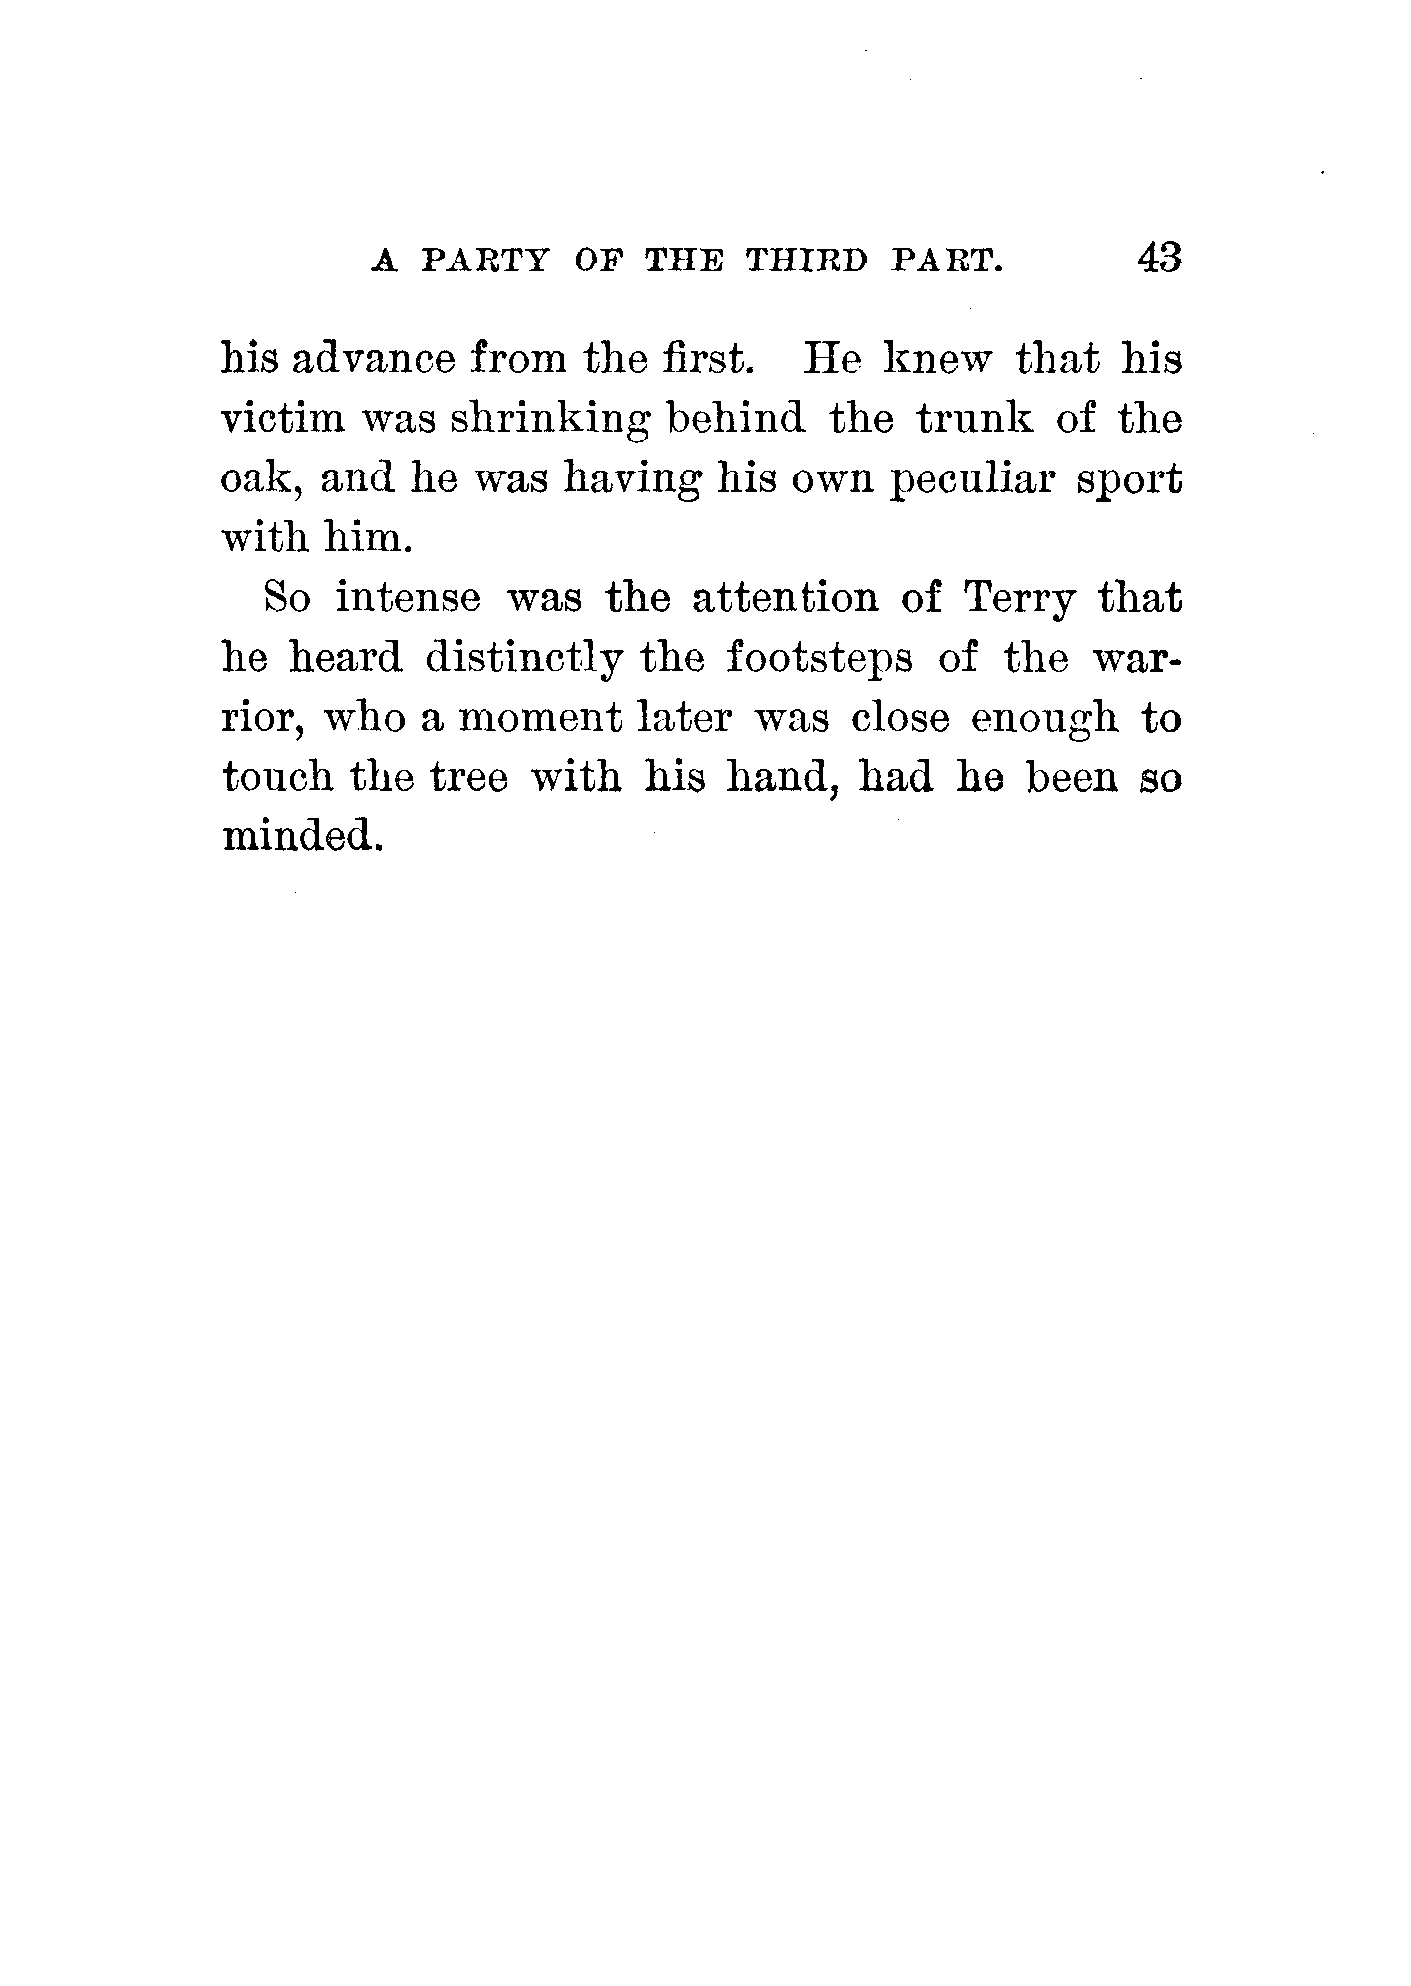 A PARTY OF THE THIRD PART. 43
his advance from the first. He knew that his
victim was shrinking behind the trunk of the
oak, and he was having his own peculiar sport
with him.
So intense was the attention of Terry that
he heard distinctly the footsteps of the war-
rior, who a moment later was close enough to
touch the tree with his hand, had he been so
minded.